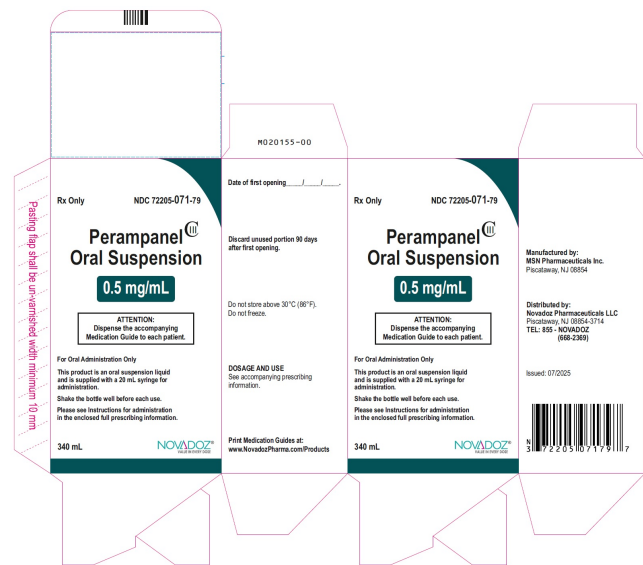 M020155-00
Pasting flap shall be un-varnished width minimum 10 mm
Rx Only NDC 72205-071-79
Perampanel CIII
Oral Suspension
0.5 mg/mL
ATTENTION:
Dispense the accompanying
Medication Guide to each patient.
For Oral Administration Only
This product is an oral suspension liquid
and is supplied with a 20 mL syringe for
administration.
Shake the bottle well before each use.
Please see Instructions for administration
in the enclosed full prescribing information.
340 mL
NOVADOZ®
VALUE IN EVERY DOSE
Date of first opening____/____/____.
Discard unused portion 90 days
after first opening.
Do not store above 30°C (86°F).
Do not freeze.
DOSAGE AND USE
See accompanying prescribing
information.
Print Medication Guides at:
www.NovadozPharma.com/Products
Rx Only NDC 72205-071-79
Perampanel CIII
Oral Suspension
0.5 mg/mL
ATTENTION:
Dispense the accompanying
Medication Guide to each patient.
For Oral Administration Only
This product is an oral suspension liquid
and is supplied with a 20 mL syringe for
administration.
Shake the bottle well before each use.
Please see Instructions for administration
in the enclosed full prescribing information.
340 mL
NOVADOZ®
VALUE IN EVERY DOSE
Manufactured by:
MSN Pharmaceuticals Inc.
Piscataway, NJ 08854
Distributed by:
Novadoz Pharmaceuticals LLC
Piscataway, NJ 08854-3714
TEL: 855 - NOVADOZ
(668-2369)
Issued: 07/2025
N
3 72205 07179 7